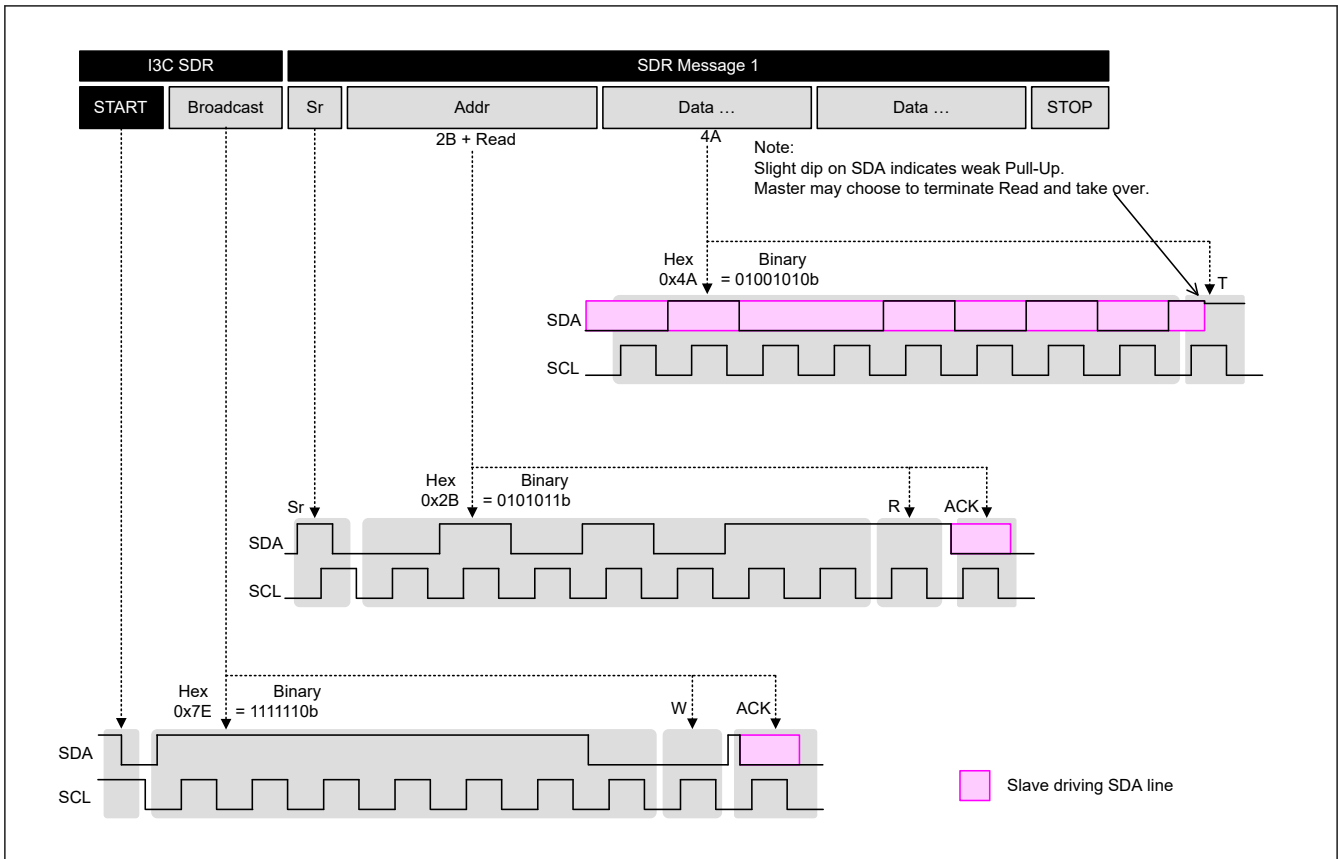 I3C SDR
SDR Message 1
START
Broadcast
Sr
Addr
Data …
Data …
STOP
2B + Read
4A
Note:
Slight dip on SDA indicates weak Pull-Up.
Master may choose to terminate Read and take over.
Hex
Binary
0x4A
= 01001010b
T
SDA
SCL
Hex
Binary
0x2B
= 0101011b
Sr
R
ACK
SDA
SCL
Hex
Binary
0x7E
= 1111110b
W
ACK
SDA
SCL
Slave driving SDA line